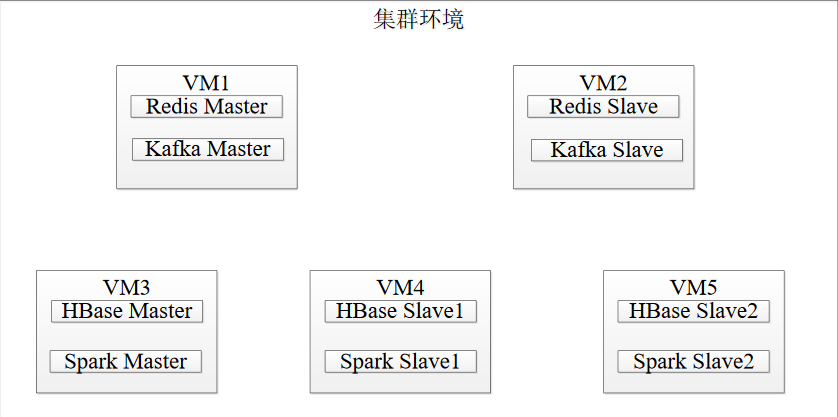 集群环境
VM1
Redis Master
Kafka Master
VM2
Redis Slave
Kafka Slave
VM3
HBase Master
Spark Master
VM4
HBase Slave1
Spark Slave1
VM5
HBase Slave2
Spark Slave2